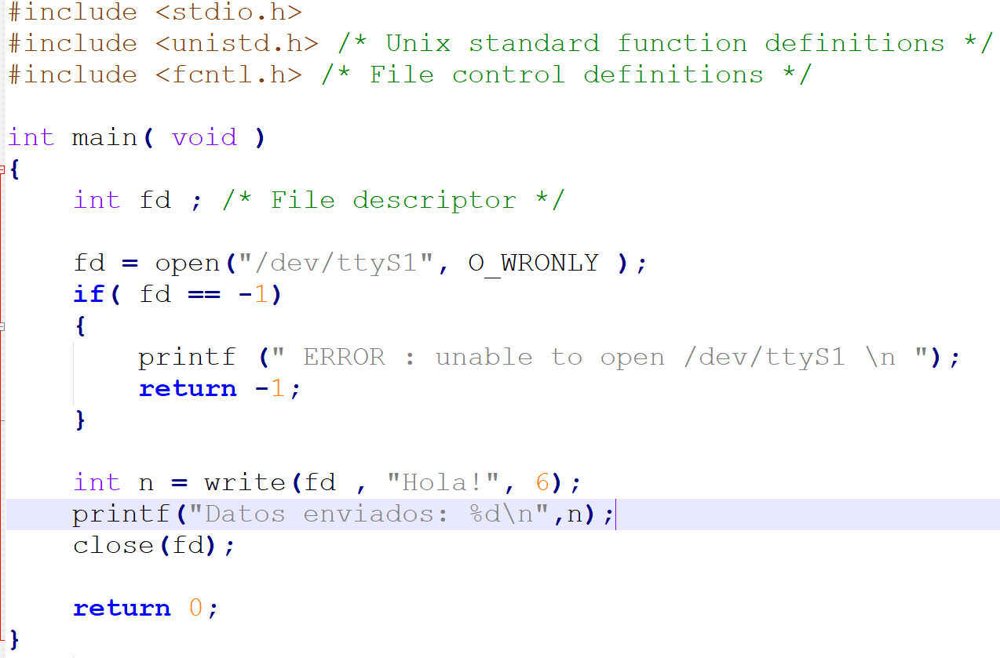 #include <stdio.h>
#include <unistd.h> /* Unix standard function definitions */
#include <fcntl.h> /* File control definitions */
int main( void )
{
int fd ; /* File descriptor */
fd = open("/dev/ttyS1", O_WRONLY );
if( fd == -1)
{
printf (" ERROR : unable to open /dev/ttyS1 \n ");
return -1;
}
int n = write(fd , "Hola!", 6);
printf("Datos enviados: %d\n",n);
close(fd);
return 0;
}